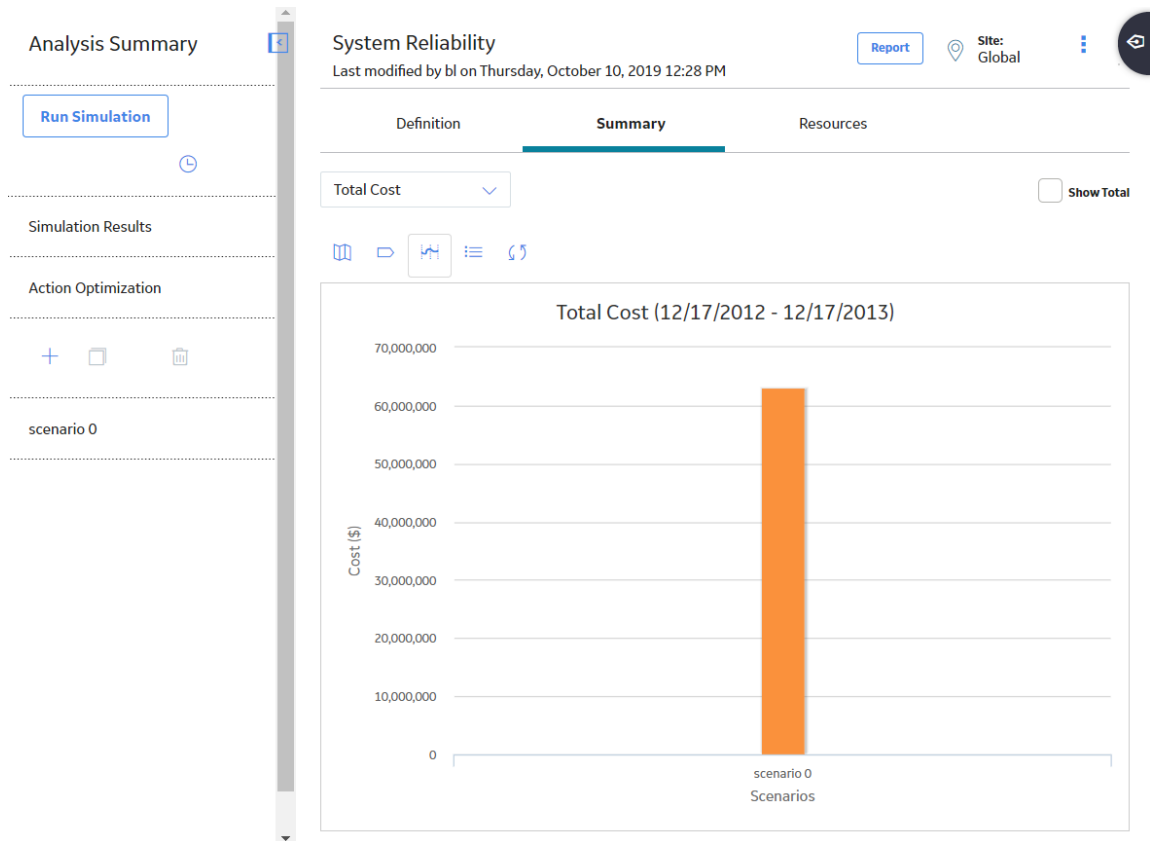 Analysis Summary
Run Simulation
Simulation Results
Action Optimization
scenario 0
System Reliability
Last modified by bl on Thursday, October 10, 2019 12:28 PM
Report
Site:
Global
Definition
Summary
Resources
Total Cost
Show Total
Total Cost (12/17/2012 - 12/17/2013)
70,000,000
60,000,000
50,000,000
40,000,000
30,000,000
20,000,000
10,000,000
0
Cost ($)
scenario 0
Scenarios